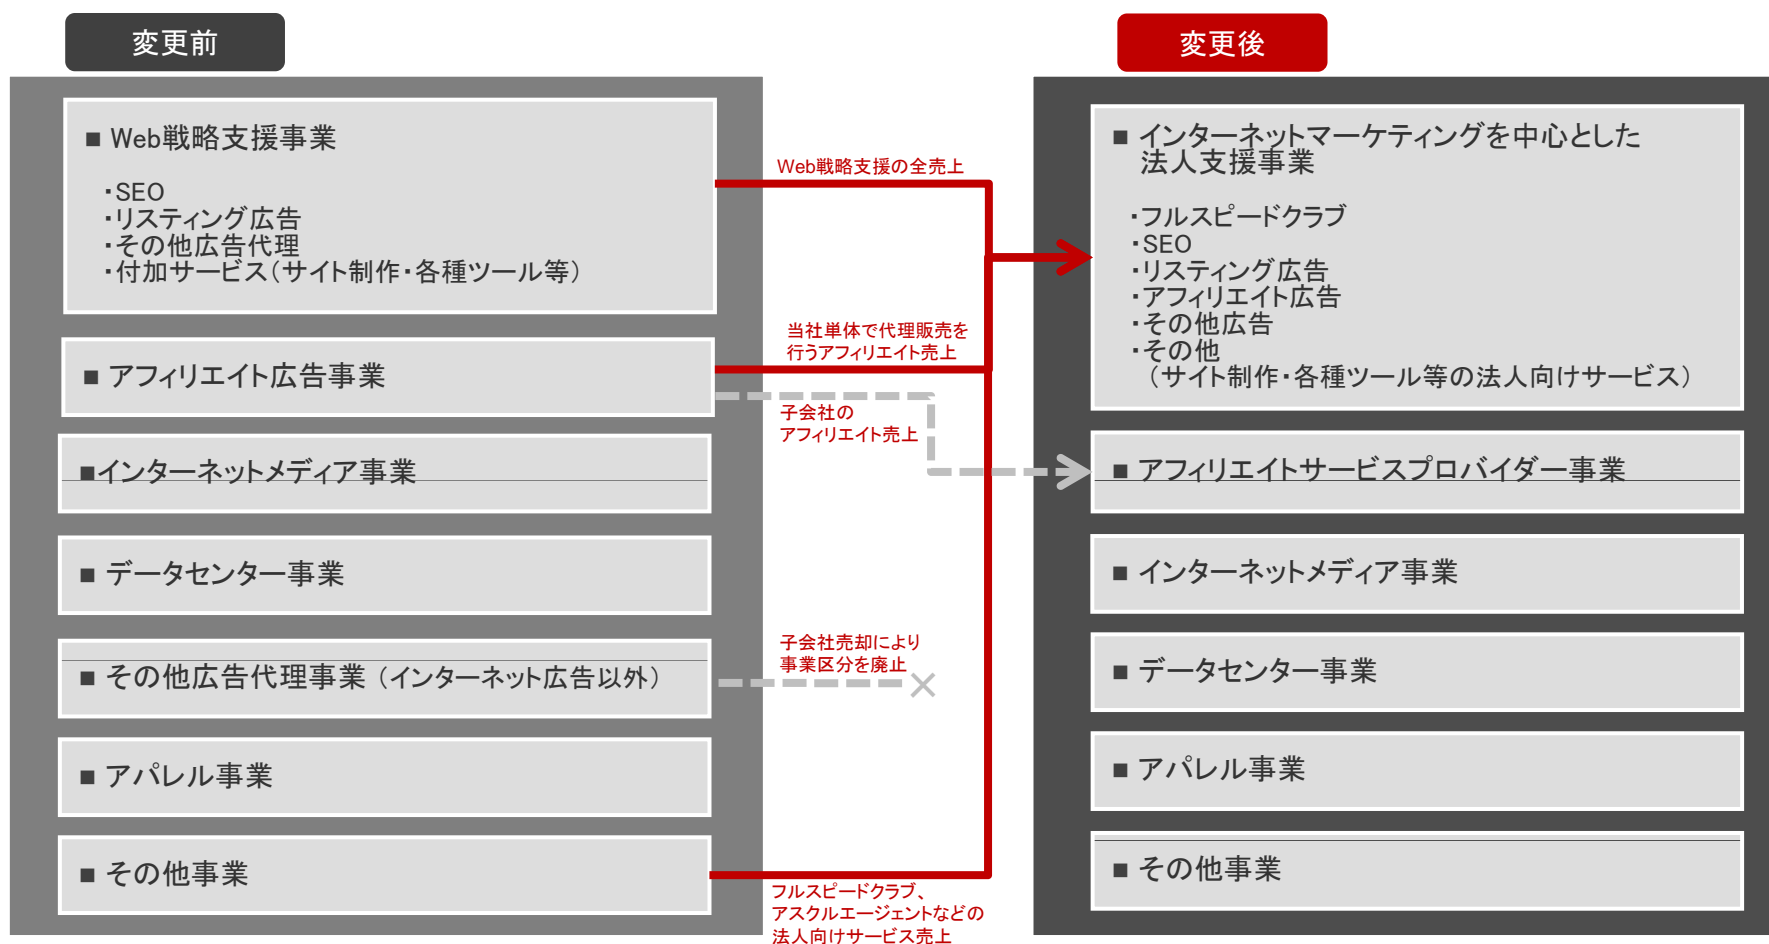 変更前
■ Web戦略支援事業
・SEO
・リスティング広告
・その他広告代理
・付加サービス（サイト制作・各種ツール等）
■ アフィリエイト広告事業
■インターネットメディア事業
■ データセンター事業
■ その他広告代理事業（インターネット広告以外）
■ アパレル事業
■ その他事業
Web戦略支援の全売上
当社単体で代理販売を
行うアフィリエイト売上
子会社の
アフィリエイト売上
子会社売却により
事業区分を廃止
フルスピードクラブ、
アスクルエージェントなどの
法人向けサービス売上
変更後
■ インターネットマーケティングを中心とした
法人支援事業
・フルスピードクラブ
・SEO
・リスティング広告
・アフィリエイト広告
・その他広告
・その他
（サイト制作・各種ツール等の法人向けサービス）
■ アフィリエイトサービスプロバイダー事業
■ インターネットメディア事業
■ データセンター事業
■ アパレル事業
■ その他事業